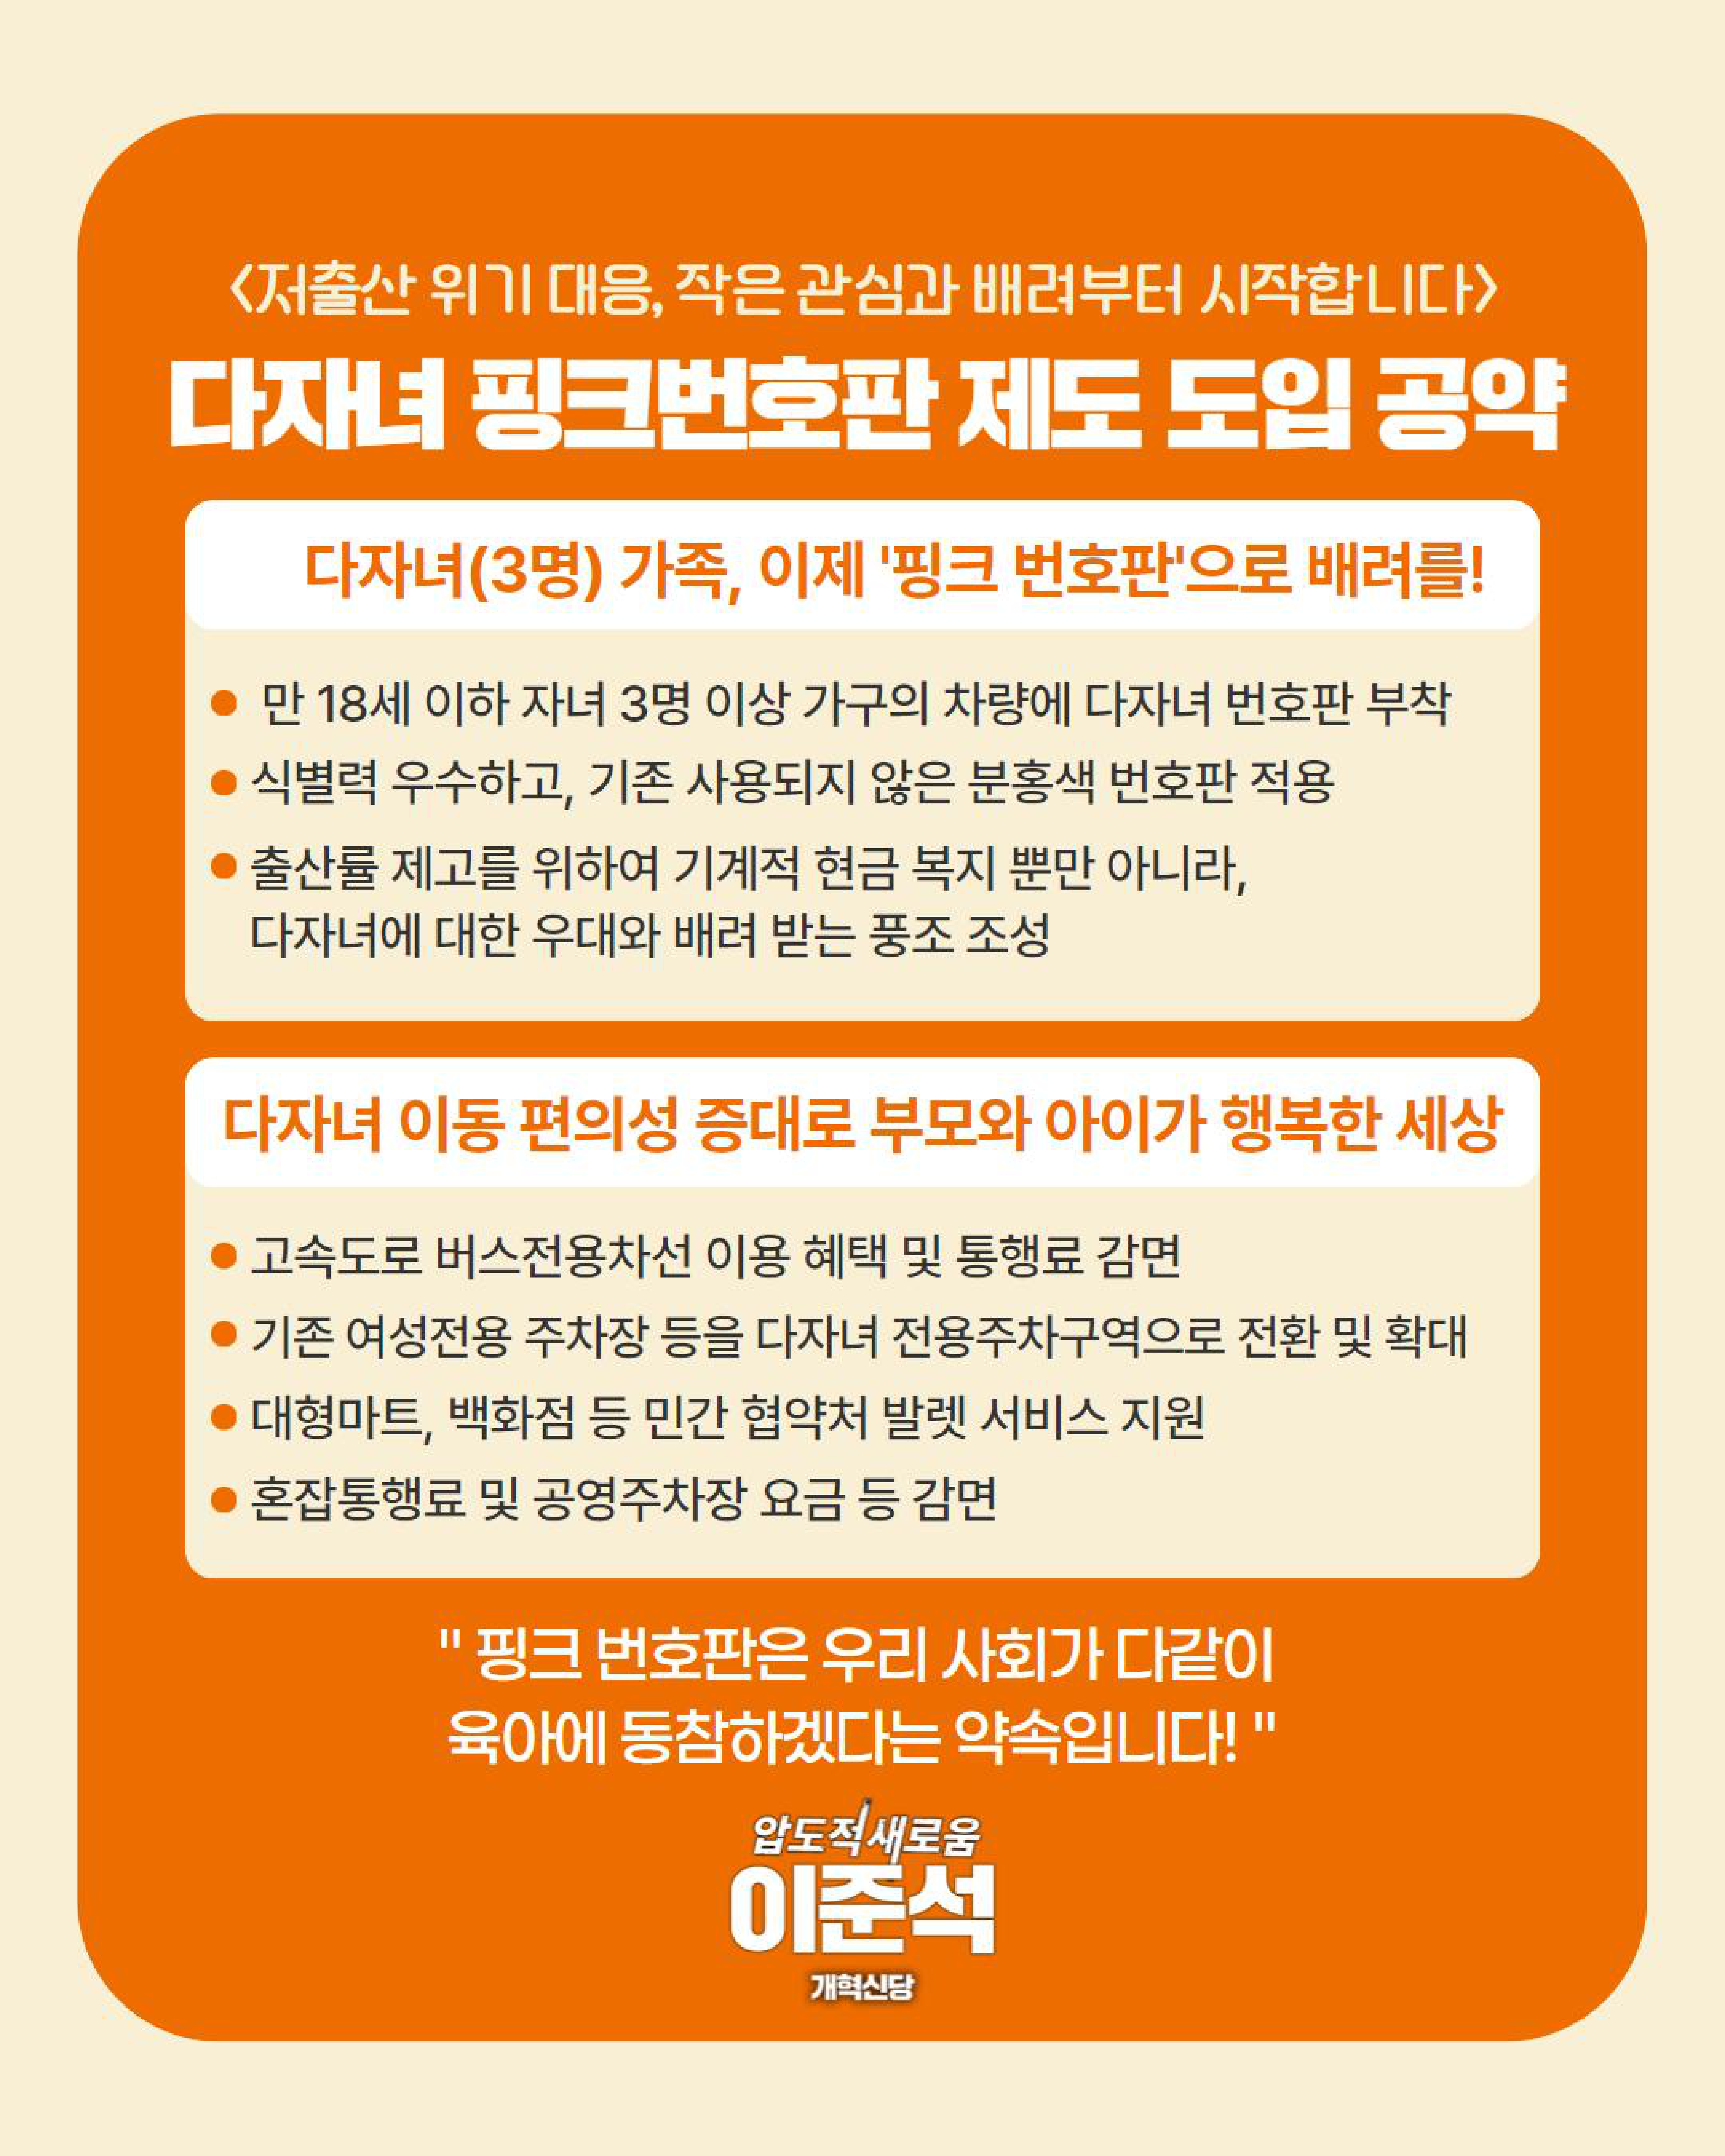 <저출산 위기 대응, 작은 관심과 배려부터 시작합니다>
다자녀 핑크번호판 제도 도입 공약
다자녀(3명) 가족, 이제 '핑크 번호판'으로 배려를!
● 만 18세 이하 자녀 3명 이상 가구의 차량에 다자녀 번호판 부착
● 식별력 우수하고, 기존 사용되지 않은 분홍색 번호판 적용
● 출산률 제고를 위하여 기계적 현금 복지 뿐만 아니라,
다자녀에 대한 우대와 배려 받는 풍조 조성
다자녀 이동 편의성 증대로 부모와 아이가 행복한 세상
● 고속도로 버스전용차선 이용 혜택 및 통행료 감면
● 기존 여성전용 주차장 등을 다자녀 전용주차구역으로 전환 및 확대
● 대형마트, 백화점 등 민간 협약처 발렛 서비스 지원
● 혼잡통행료 및 공영주차장 요금 등 감면
" 핑크 번호판은 우리 사회가 다같이
육아에 동참하겠다는 약속입니다! "
압도적새로움
이준석
개혁신당